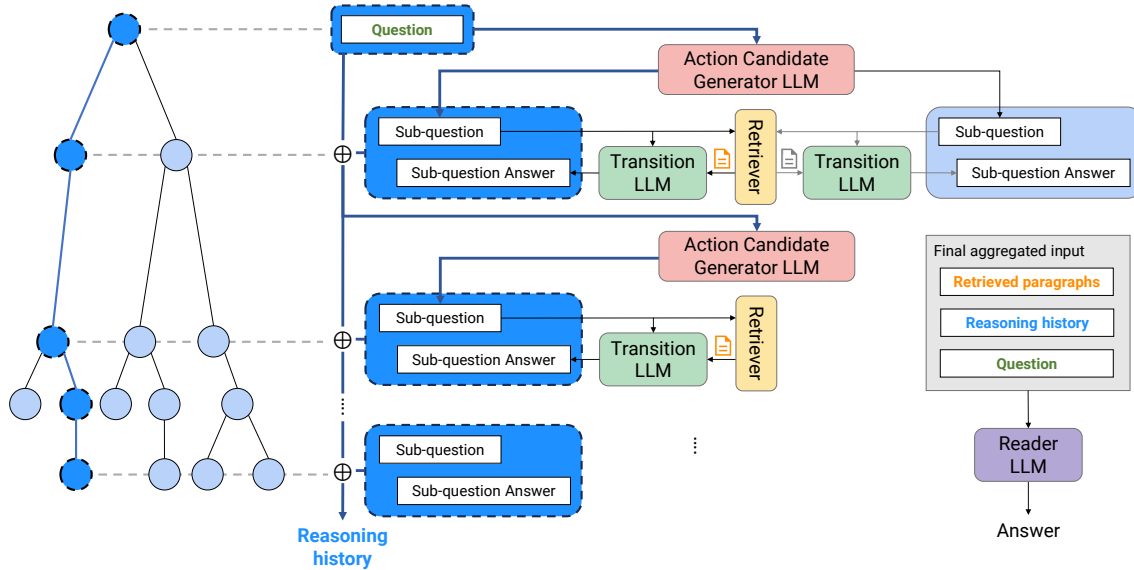 Question
Action Candidate
Generator LLM
Sub-question
Sub-question Answer
Transition
LLM
Retriever
Transition
LLM
Sub-question
Sub-question Answer
Action Candidate
Generator LLM
Sub-question
Sub-question Answer
Transition
LLM
Retriever
Sub-question
Sub-question Answer
Reasoning
history
Final aggregated input
Retrieved paragraphs
Reasoning history
Question
Reader
LLM
Answer